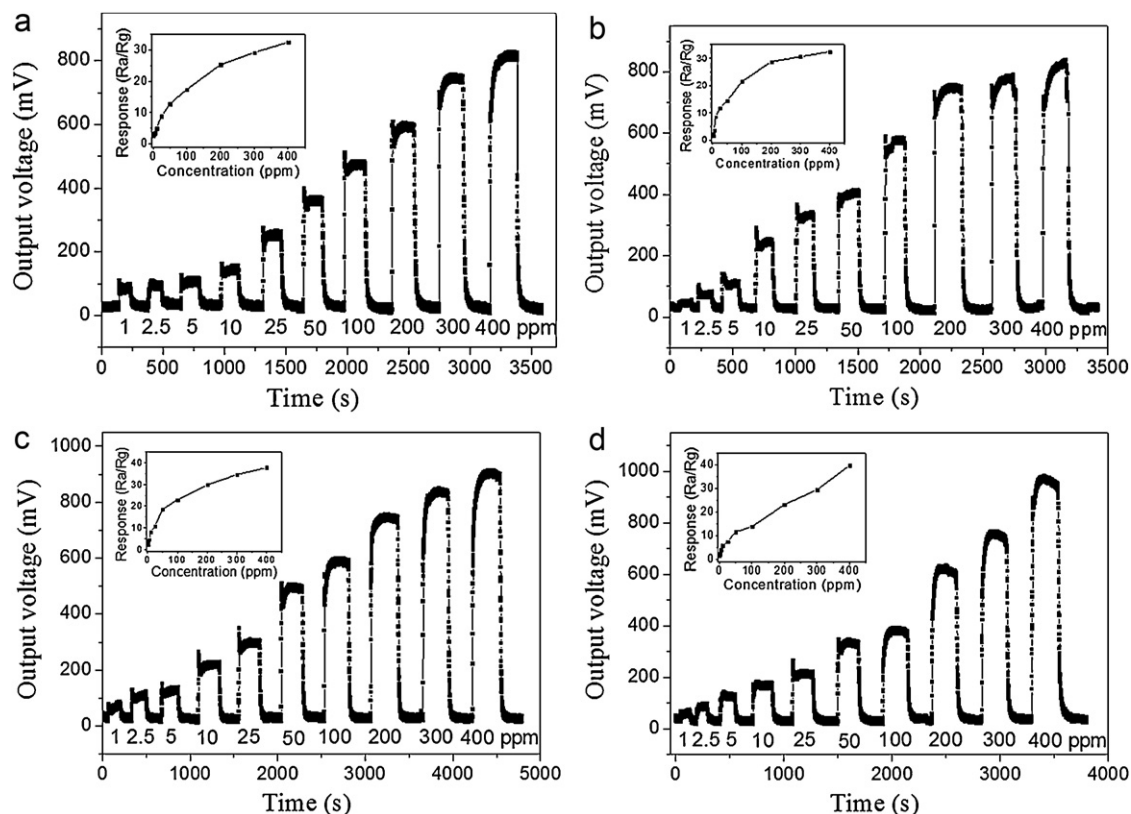 a
Output voltage (mV)
800
600
400
200
0
Response (Ra/Rg)
30
20
10
0
0 100 200 300 400
Concentration (ppm)
1 2.5 5 10 25 50 100 200 300 400 ppm
0 500 1000 1500 2000 2500 3000 3500
Time (s)
b
Output voltage (mV)
800
600
400
200
0
Response (Ra/Rg)
30
20
10
0
0 100 200 300 400
Concentration (ppm)
1 2.5 5 10 25 50 100 200 300 400 ppm
0 500 1000 1500 2000 2500 3000 3500
Time (s)
c
Output voltage (mV)
1000
800
600
400
200
0
Response (Ra/Rg)
40
30
20
10
0
0 100 200 300 400
Concentration (ppm)
1 2.5 5 10 25 50 100 200 300 400 ppm
0 1000 2000 3000 4000 5000
Time (s)
d
Output voltage (mV)
1000
800
600
400
200
0
Response (Ra/Rg)
40
30
20
10
0
0 100 200 300 400
Concentration (ppm)
1 2.5 5 10 25 50 100 200 300 400 ppm
0 1000 2000 3000 4000
Time (s)